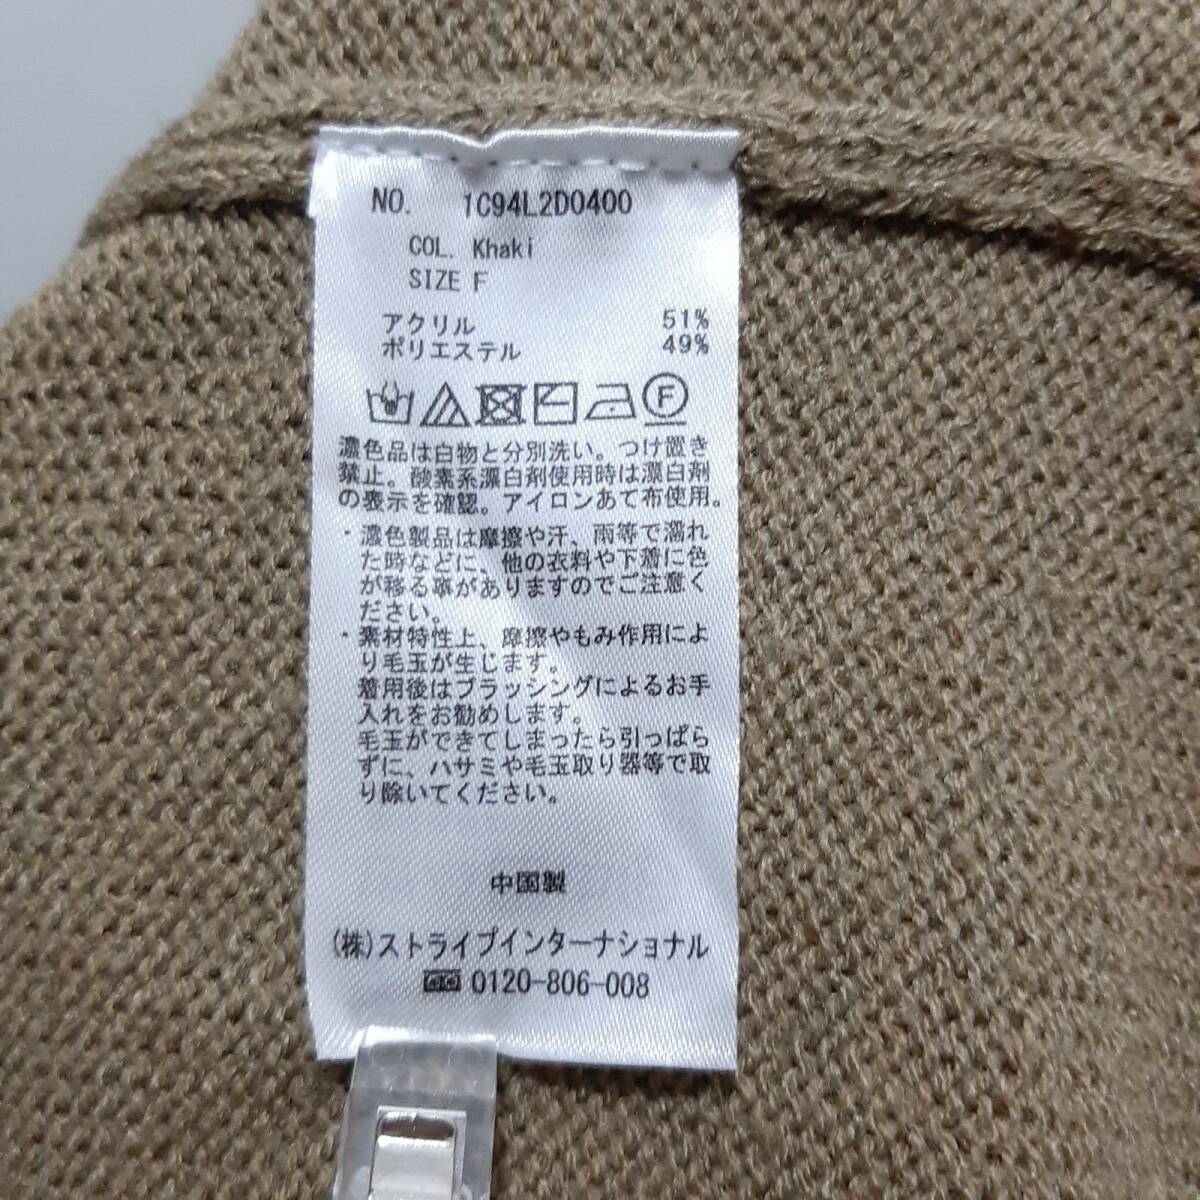 NO. 1C94L2D0400
COL. Khaki
SIZE F
アクリル 51%
ポリエステル 49%
F
濃色品は白物と分別洗い。つけ置き
禁止。酸素系漂白剤使用時は漂白剤
の表示を確認。アイロンあて布使用。
・濃色製品は摩擦や汗、雨等で濡れ
た時などに、他の衣料や下着に色
が移る事がありますのでご注意く
ださい。
・素材特性上、摩擦やもみ作用によ
り毛玉が生じます。
着用後はブラッシングによるお手
入れをお勧めします。
毛玉ができてしまったら引っぱら
ずに、ハサミや毛玉取り器等で取
り除いてください。
中国製
(株)ストライプインターナショナル
0120-806-008